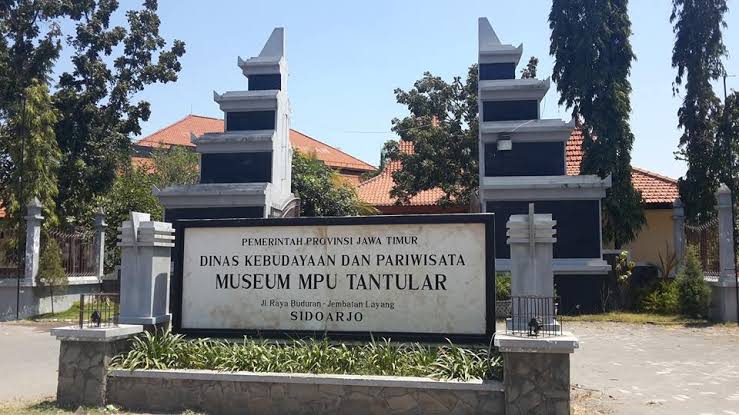 PEMERINTAH PROVINSI JAWA TIMUR
DINAS KEBUDAYAAN DAN PARIWISATA
MUSEUM MPU TANTULAR
Jl Raya Buduran - Jembatan Layang
SIDOARJO